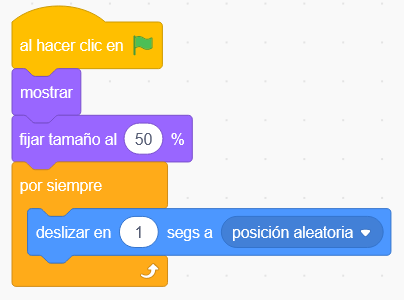 al hacer clic en
mostrar
fijar tamaño al 50 %
por siempre
deslizar en 1 segs a posición aleatoria